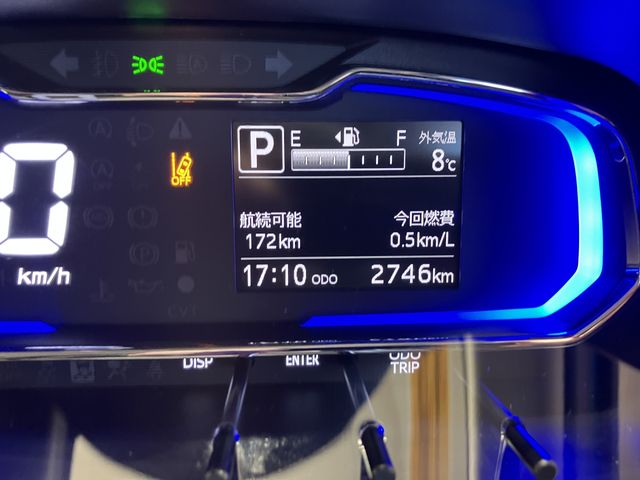 0
km/h
OFF
P
E F
外気温
8℃
航続可能
172km
今回燃費
0.5km/L
17:10 ODO 2746km
DISP ENTER ODO
TRIP